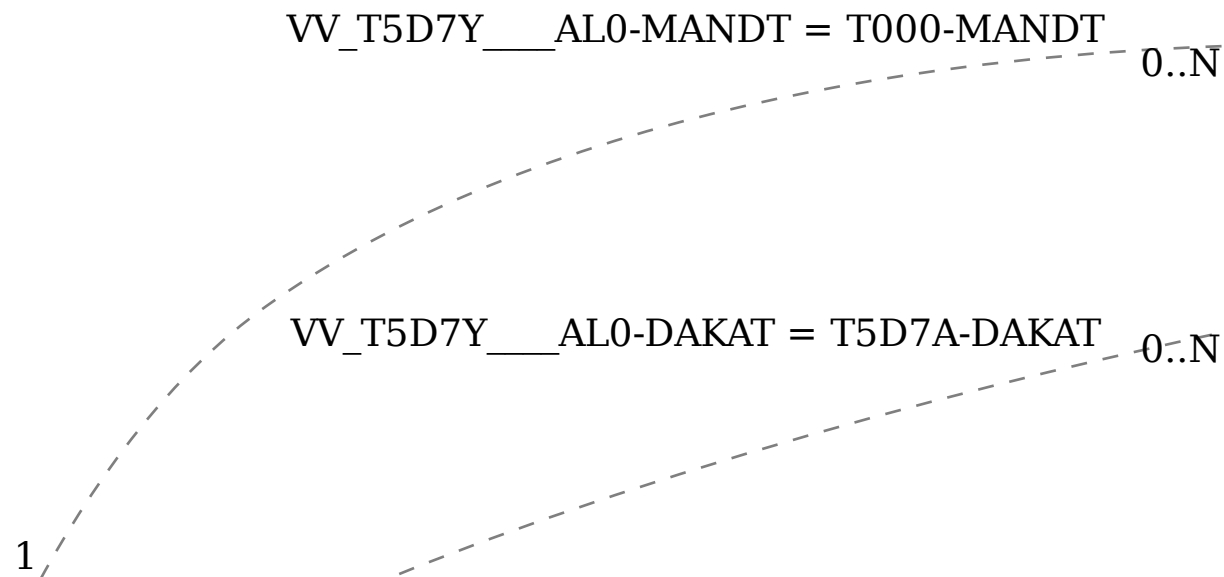 VV_T5D7Y____AL0-MANDT = T000-MANDT
0..N
VV_T5D7Y____AL0-DAKAT = T5D7A-DAKAT
0..N
1